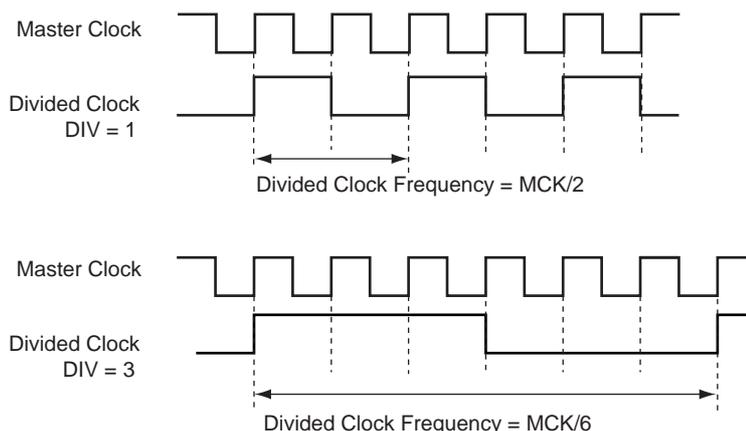 Master Clock
Divided Clock
DIV = 1
Divided Clock Frequency = MCK/2
Master Clock
Divided Clock
DIV = 3
Divided Clock Frequency = MCK/6